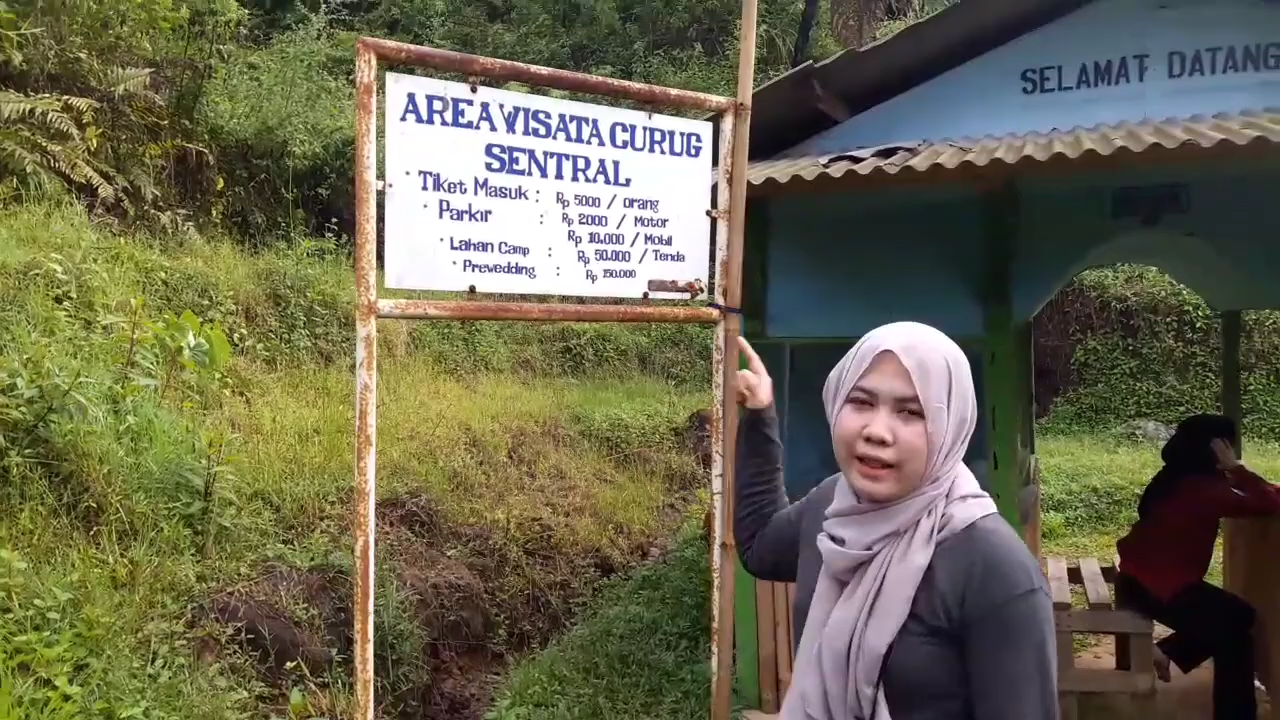 AREA WISATA CURUG
SENTRAL
• Tiket Masuk : Rp 5000 / orang
• Parkir : Rp 2000 / Motor
Rp 10.000 / Mobil
• Lahan Camp : Rp 50.000 / Tenda
• Prewedding : Rp 150.000
SELAMAT DATANG